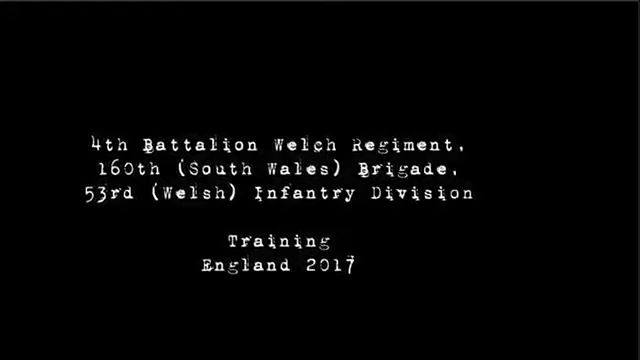 4th Battalion Welch Regiment,
160th (South Wales) Brigade,
53rd (Welsh) Infantry Division
Training
England 2017